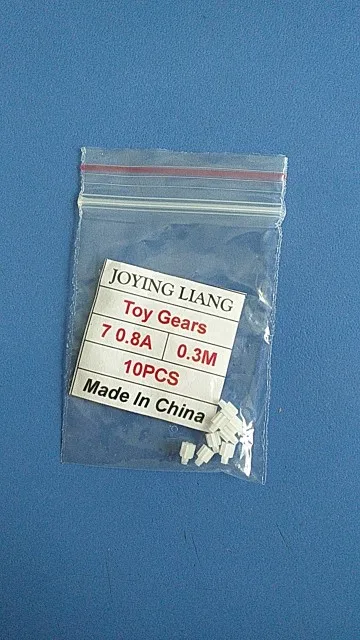 JOYING LIANG
Toy Gears
7 0.8A 0.3M
10PCS
Made In China